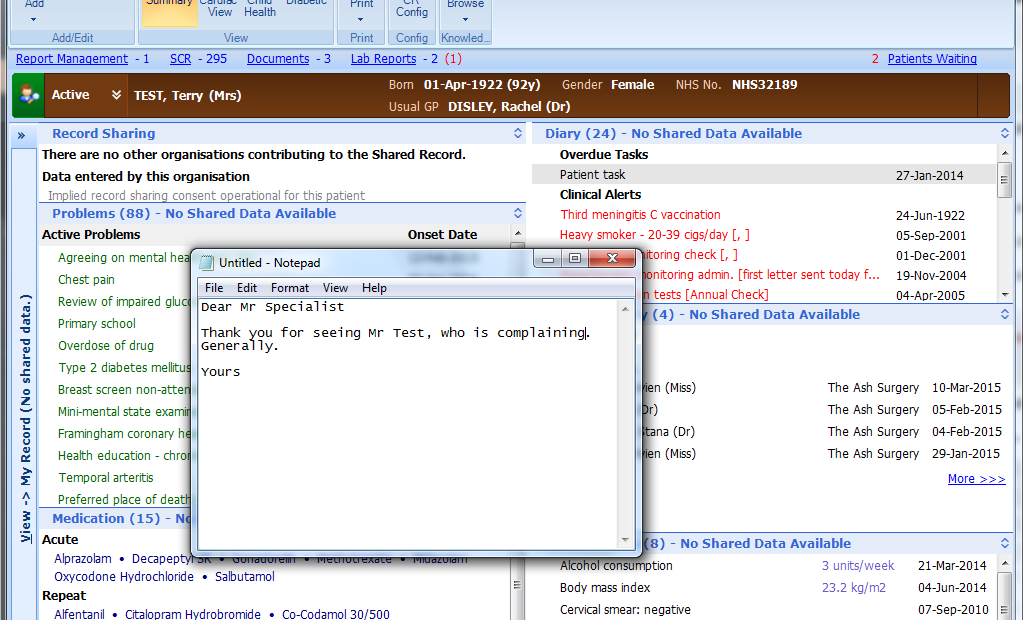 Add
Summary
Cardiac View
Child Health
Diabetic
Print
CR Config
Browse
Add/Edit
View
Print
Config
Knowled...
Report Management - 1 SCR - 295 Documents - 3 Lab Reports - 2 (1) 2 Patients Waiting
Active TEST, Terry (Mrs)
Born 01-Apr-1922 (92y) Gender Female NHS No. NHS32189
Usual GP DISLEY, Rachel (Dr)
»
View -> My Record (No shared data.)
Record Sharing
There are no other organisations contributing to the Shared Record.
Data entered by this organisation
Implied record sharing consent operational for this patient
Problems (88) - No Shared Data Available
Active Problems Onset Date
Agreeing on mental hea
Chest pain
Review of impaired gluc
Primary school
Overdose of drug
Type 2 diabetes mellitus
Breast screen non-atten
Mini-mental state exami
Framingham coronary he
Health education - chron
Temporal arteritis
Preferred place of death
Medication (15) - No
Acute
Alprazolam • Decapeptyl SR • Gonadorelin • Methotrexate • Midazolam
Oxycodone Hydrochloride • Salbutamol
Repeat
Alfentanil • Citalopram Hydrobromide • Co-Codamol 30/500
Untitled - Notepad
File Edit Format View Help
Dear Mr Specialist
Thank you for seeing Mr Test, who is complaining.
Generally.
Yours
Diary (24) - No Shared Data Available
Overdue Tasks
Patient task 27-Jan-2014
Clinical Alerts
Third meningitis C vaccination 24-Jun-1922
Heavy smoker - 20-39 cigs/day [, ] 05-Sep-2001
itoring check [, ] 01-Dec-2001
onitoring admin. [first letter sent today f... 19-Nov-2004
n tests [Annual Check] 04-Apr-2005
y (4) - No Shared Data Available
ien (Miss) The Ash Surgery 10-Mar-2015
Dr) The Ash Surgery 05-Feb-2015
tana (Dr) The Ash Surgery 04-Feb-2015
ien (Miss) The Ash Surgery 29-Jan-2015
More >>>
(8) - No Shared Data Available
Alcohol consumption 3 units/week 21-Mar-2014
Body mass index 23.2 kg/m2 04-Jun-2014
Cervical smear: negative 07-Sep-2010